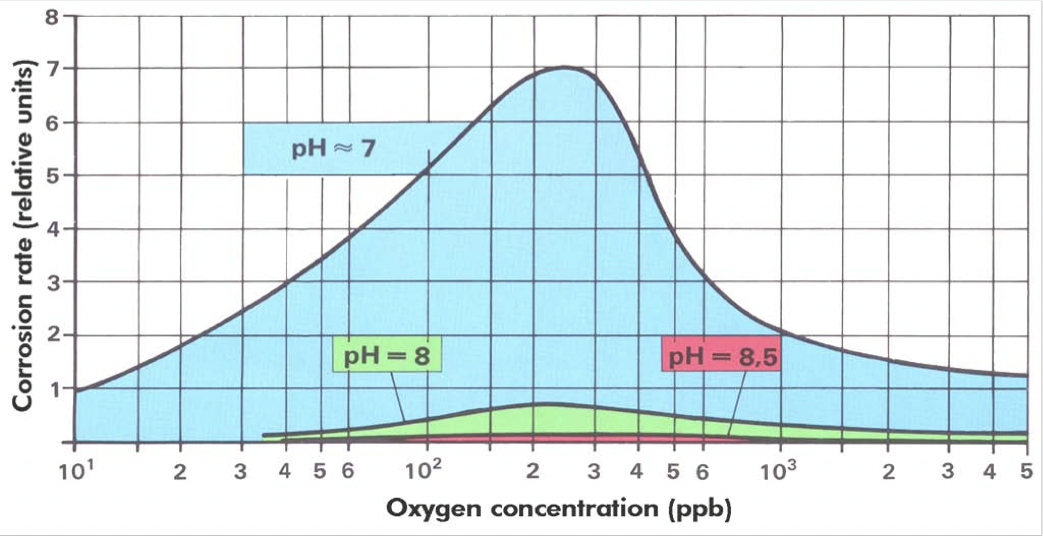 Corrosion rate (relative units)
8
7
6
5
4
3
2
1
pH ≈ 7
pH = 8
pH = 8,5
10¹ 2 3 4 5 6 10² 2 3 4 5 6 10³ 2 3 4 5
Oxygen concentration (ppb)